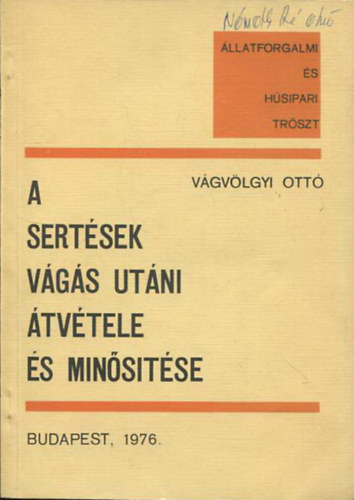 ÁLLATFORGALMI
ÉS
HÚSIPARI
TRÖSZT
VÁGVÖLGYI OTTÓ
A
SERTÉSEK
VÁGÁS UTÁNI
ÁTVÉTELE
ÉS MINŐSITÉSE
BUDAPEST, 1976.